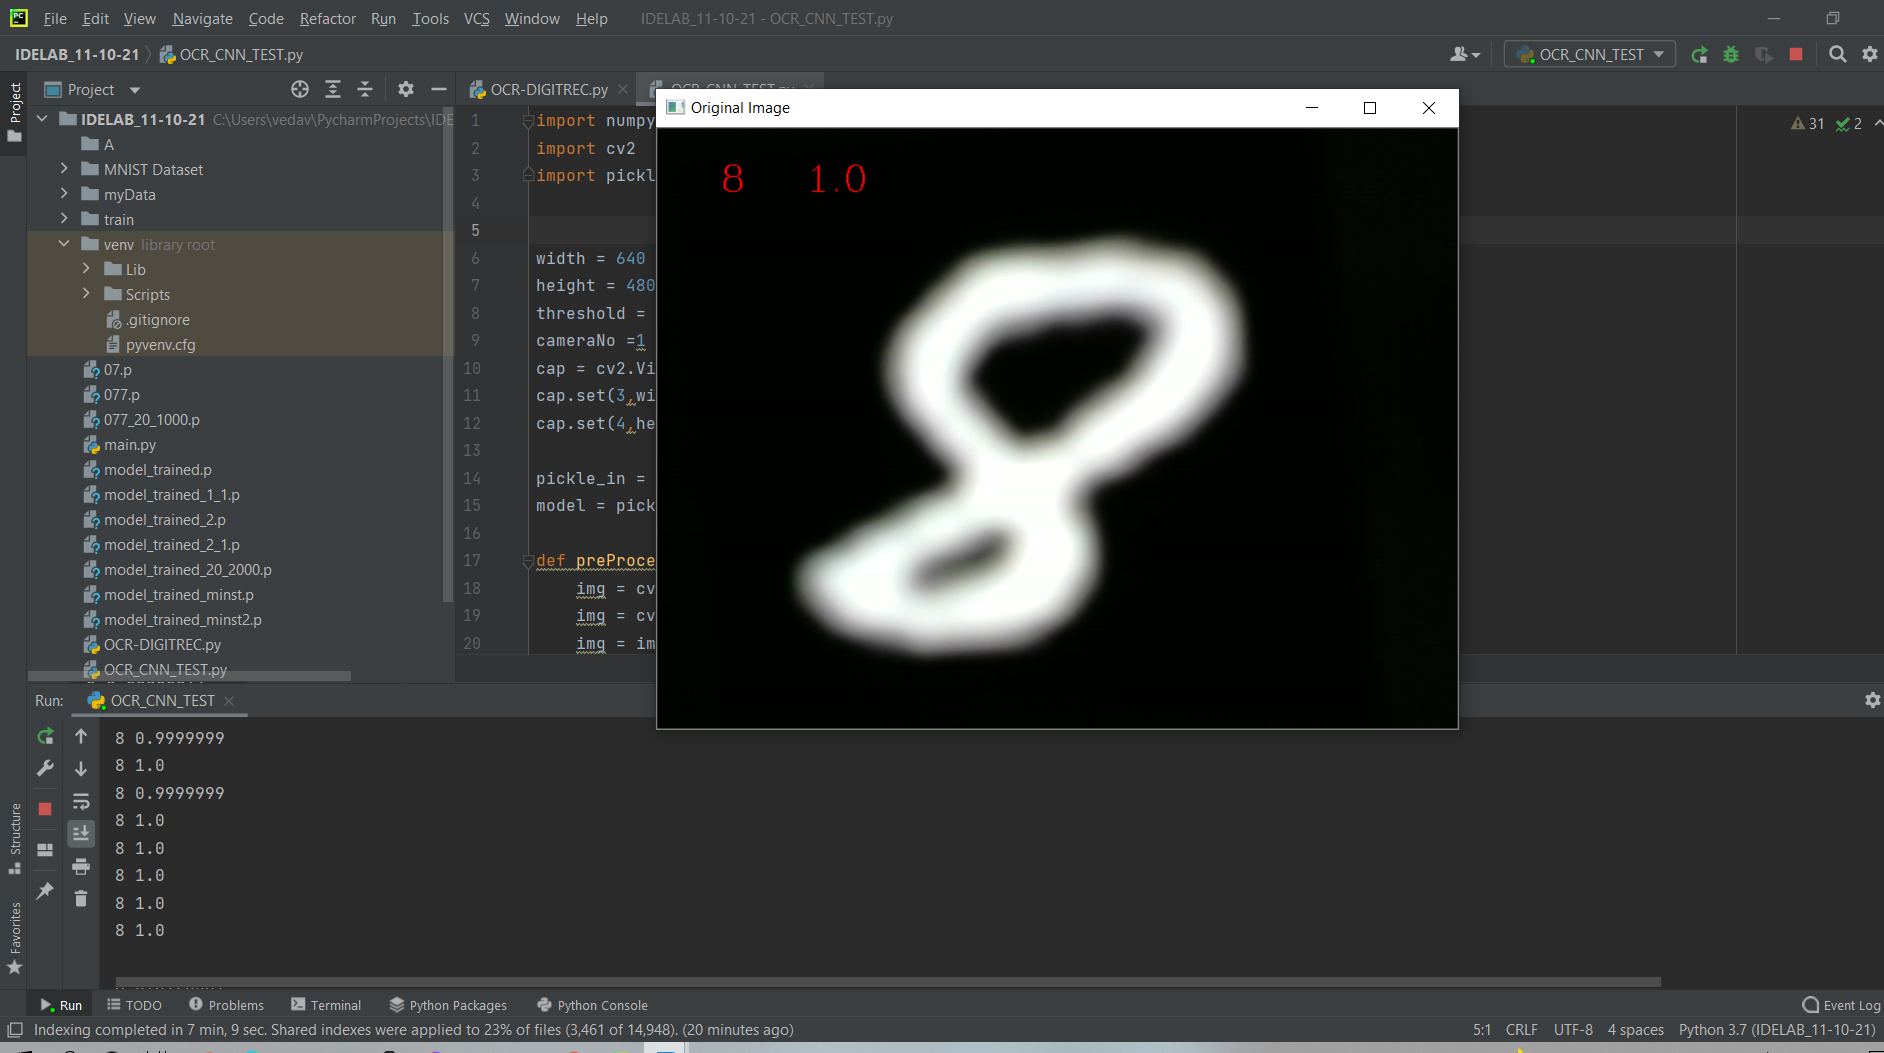 File Edit View Navigate Code Refactor Run Tools VCS Window Help IDELAB_11-10-21 - OCR_CNN_TEST.py
IDELAB_11-10-21 OCR_CNN_TEST.py
OCR_CNN_TEST
Project
Project
IDELAB_11-10-21 C:\Users\vedav\PycharmProjects\IDE
A
MNIST Dataset
myData
train
venv library root
Lib
Scripts
.gitignore
pyvenv.cfg
07.p
077.p
077_20_1000.p
main.py
model_trained.p
model_trained_1_1.p
model_trained_2.p
model_trained_2_1.p
model_trained_20_2000.p
model_trained_minst.p
model_trained_minst2.p
OCR-DIGITREC.py
OCR_CNN_TEST.py
OCR-DIGITREC.py
31 2
1 import numpy
2 import cv2
3 import pickl
4
5
6 width = 640
7 height = 480
8 threshold =
9 cameraNo =1
10 cap = cv2.Vi
11 cap.set(3,wi
12 cap.set(4,he
13
14 pickle_in =
15 model = pick
16
17 def preProce
18 img = cv
19 img = cv
20 img = im
Original Image
8 1.0
8
Run: OCR_CNN_TEST
8 0.9999999
8 1.0
8 0.9999999
8 1.0
8 1.0
8 1.0
8 1.0
8 1.0
Structure
Favorites
Run TODO Problems Terminal Python Packages Python Console Event Log
Indexing completed in 7 min, 9 sec. Shared indexes were applied to 23% of files (3,461 of 14,948). (20 minutes ago) 5:1 CRLF UTF-8 4 spaces Python 3.7 (IDELAB_11-10-21)